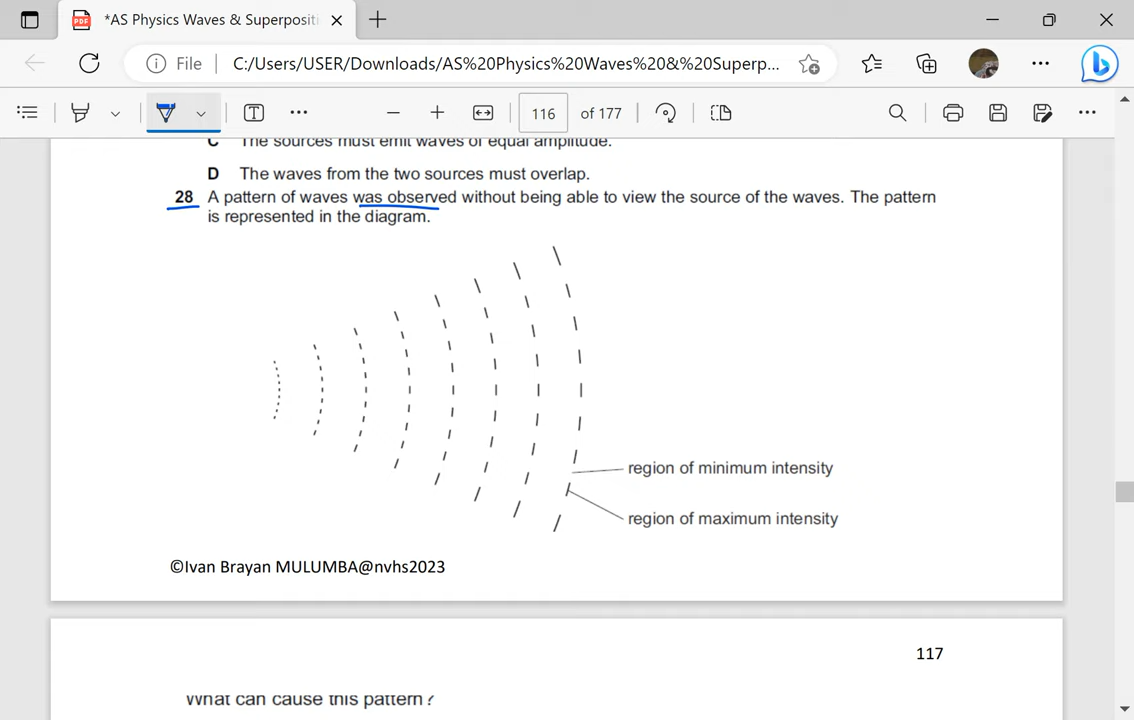 *AS Physics Waves & Superpositi
File
C:/Users/USER/Downloads/AS%20Physics%20Waves%20&%20Superp...
116 of 177
C The sources must emit waves of equal amplitude.
D The waves from the two sources must overlap.
28 A pattern of waves was observed without being able to view the source of the waves. The pattern
is represented in the diagram.
region of minimum intensity
region of maximum intensity
©Ivan Brayan MULUMBA@nvhs2023
117
What can cause this pattern?